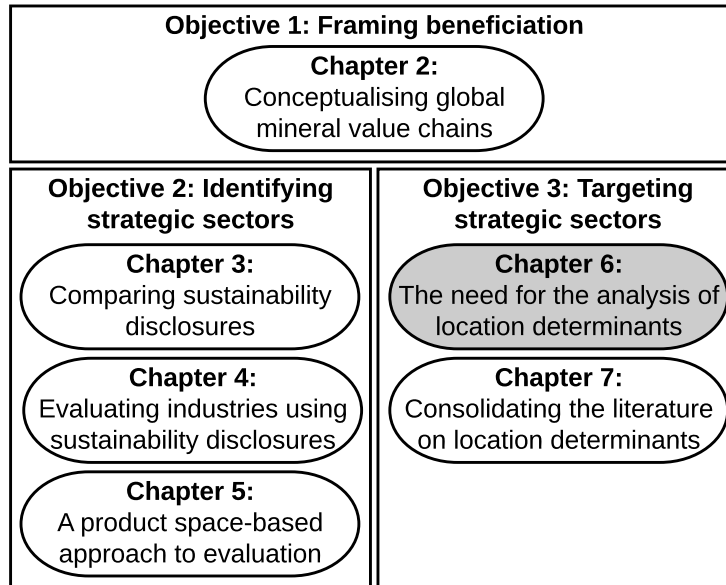 Objective 1: Framing beneficiation
Chapter 2:
Conceptualising global
mineral value chains
Objective 2: Identifying
strategic sectors
Chapter 3:
Comparing sustainability
disclosures
Chapter 4:
Evaluating industries using
sustainability disclosures
Chapter 5:
A product space-based
approach to evaluation
Objective 3: Targeting
strategic sectors
Chapter 6:
The need for the analysis of
location determinants
Chapter 7:
Consolidating the literature
on location determinants